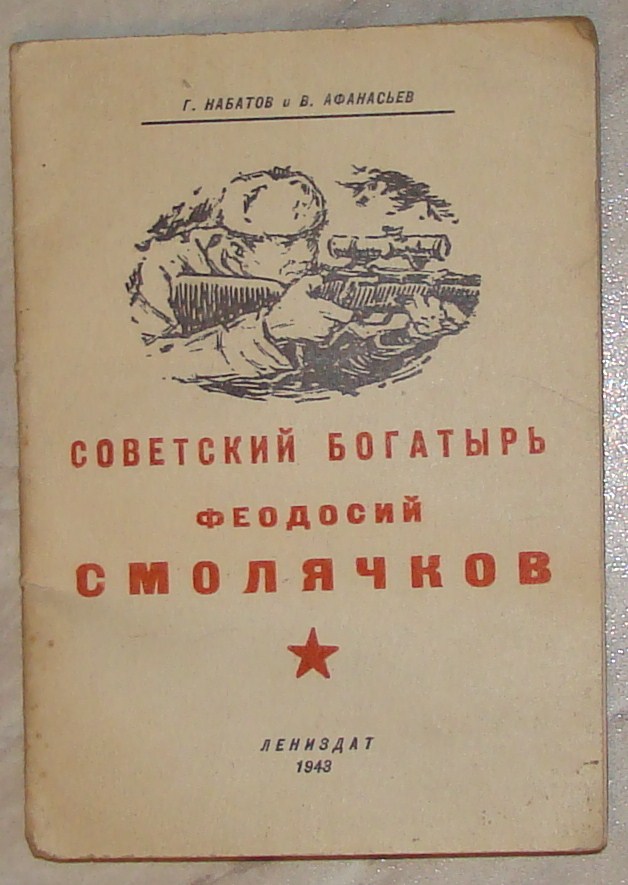 Г. НАБАТОВ и В. АФАНАСЬЕВ
СОВЕТСКИЙ БОГАТЫРЬ
ФЕОДОСИЙ
СМОЛЯЧКОВ
ЛЕНИЗДАТ
1943